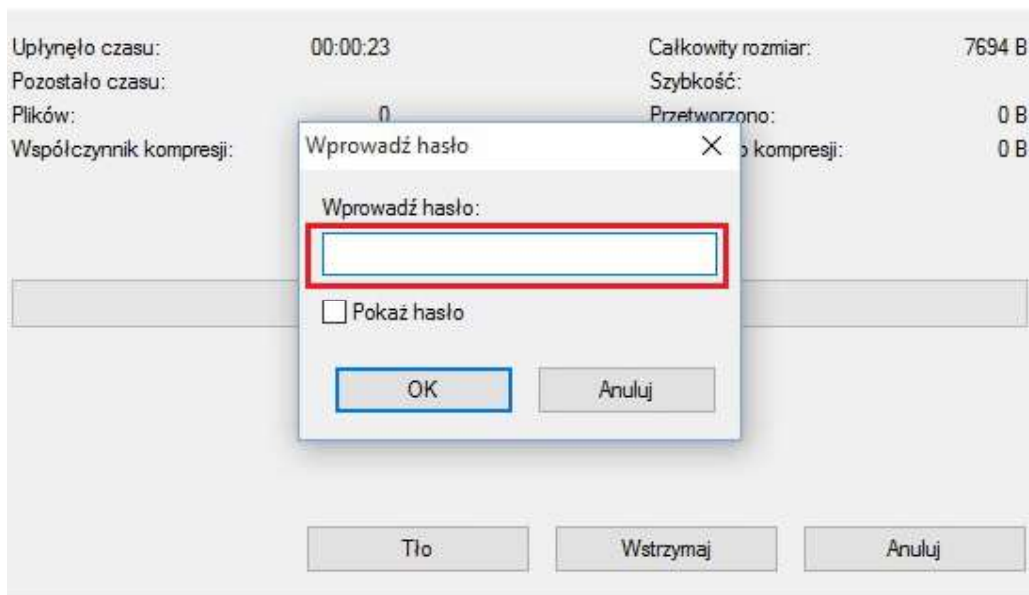 Upłynęło czasu: 00:00:23 Całkowity rozmiar: 7694 B
Pozostało czasu: Szybkość:
Plików: 0 Przetworzono: 0 B
Współczynnik kompresji: kompresji: 0 B
Wprowadź hasło
Wprowadź hasło:
Pokaż hasło
OK Anuluj
Tło Wstrzymaj Anuluj